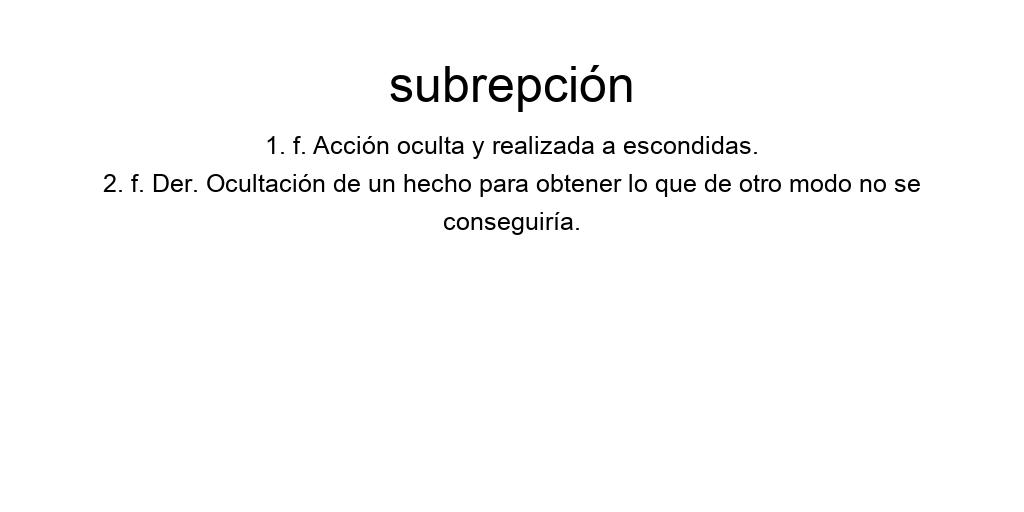 subrepción
1. f. Acción oculta y realizada a escondidas.
2. f. Der. Ocultación de un hecho para obtener lo que de otro modo no se
conseguiría.